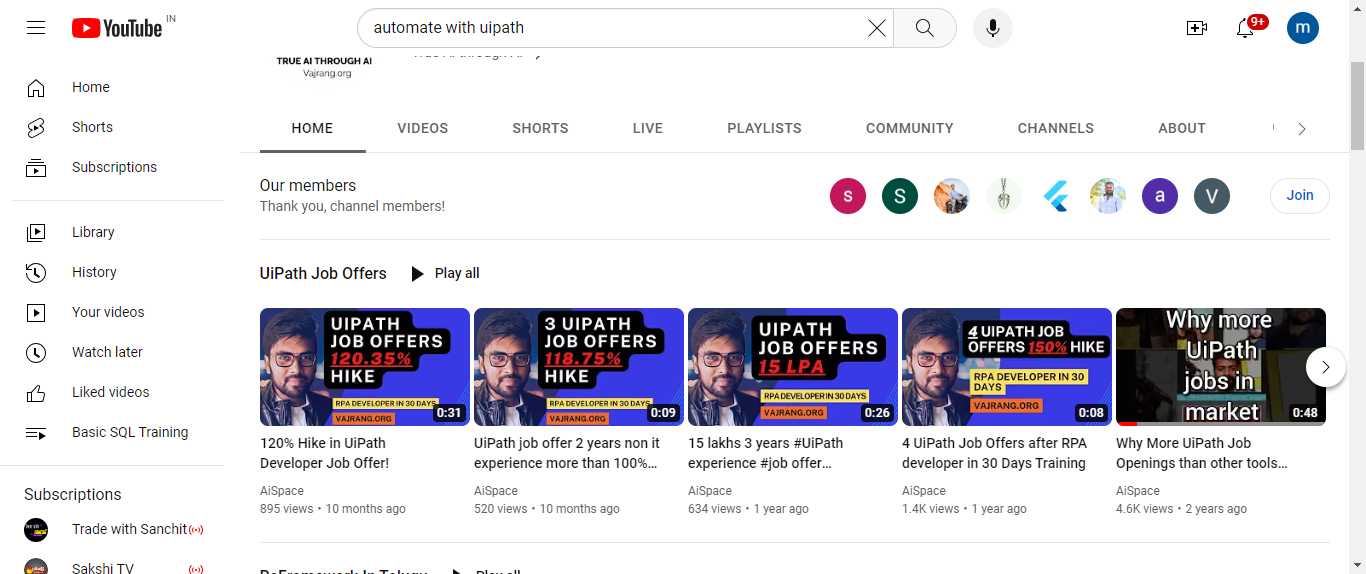 YouTube IN
automate with uipath
9+
m
TRUE AI THROUGH AI
Vajrang.org
Home
Shorts
Subscriptions
Library
History
Your videos
Watch later
Liked videos
Basic SQL Training
Subscriptions
Trade with Sanchit
Sakshi TV
HOME VIDEOS SHORTS LIVE PLAYLISTS COMMUNITY CHANNELS ABOUT
Our members
Thank you, channel members!
s S a V
Join
UiPath Job Offers Play all
UIPATH
JOB OFFERS
120.35%
HIKE
RPA DEVELOPER IN 30 DAYS
VAJRANG.ORG
0:31
120% Hike in UiPath
Developer Job Offer!
AiSpace
895 views • 10 months ago
3 UIPATH
JOB OFFERS
118.75%
HIKE
RPA DEVELOPER IN 30 DAYS
VAJRANG.ORG
0:09
UiPath job offer 2 years non it
experience more than 100%...
AiSpace
520 views • 10 months ago
UIPATH
JOB OFFERS
15 LPA
RPA DEVELOPER IN 30 DAYS
VAJRANG.ORG
0:26
15 lakhs 3 years #UiPath
experience #job offer...
AiSpace
634 views • 1 year ago
4 UIPATH JOB
OFFERS 150% HIKE
RPA DEVELOPER IN 30
DAYS
VAJRANG.ORG
0:08
4 UiPath Job Offers after RPA
developer in 30 Days Training
AiSpace
1.4K views • 1 year ago
Why more
UiPath
jobs in
market
0:48
Why More UiPath Job
Openings than other tools...
AiSpace
4.6K views • 2 years ago